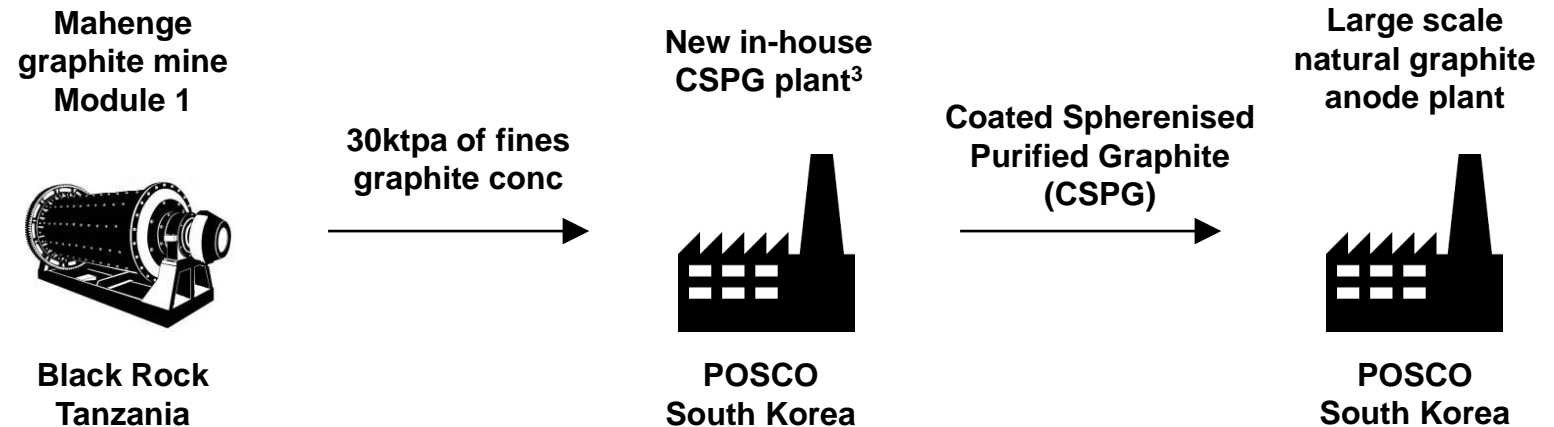 Mahenge
graphite mine
Module 1
30ktpa of fines
graphite conc
New in-house
CSPG plant³
Coated Spherenised
Purified Graphite
(CSPG)
Large scale
natural graphite
anode plant
Black Rock
Tanzania
POSCO
South Korea
POSCO
South Korea